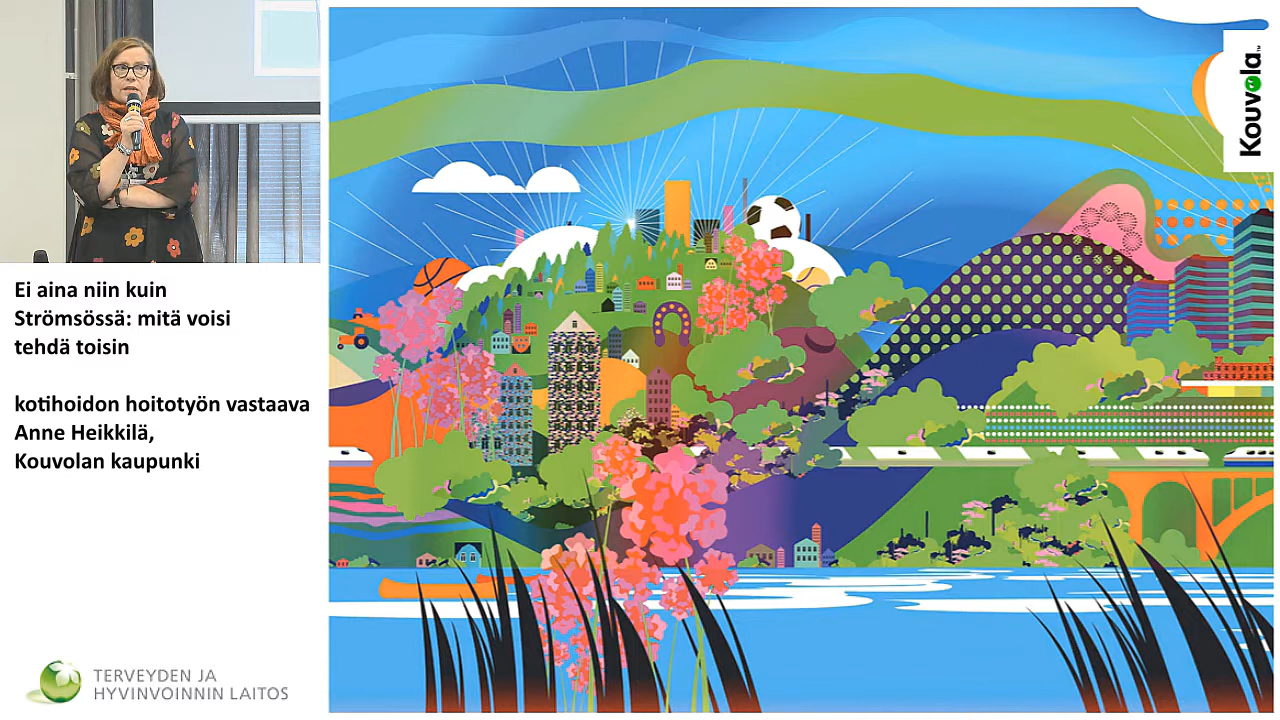 Ei aina niin kuin
Strömsössä: mitä voisi
tehdä toisin
kotihoidon hoitotyön vastaava
Anne Heikkilä,
Kouvolan kaupunki
TERVEYDEN JA
HYVINVOINNIN LAITOS
Kouvola™